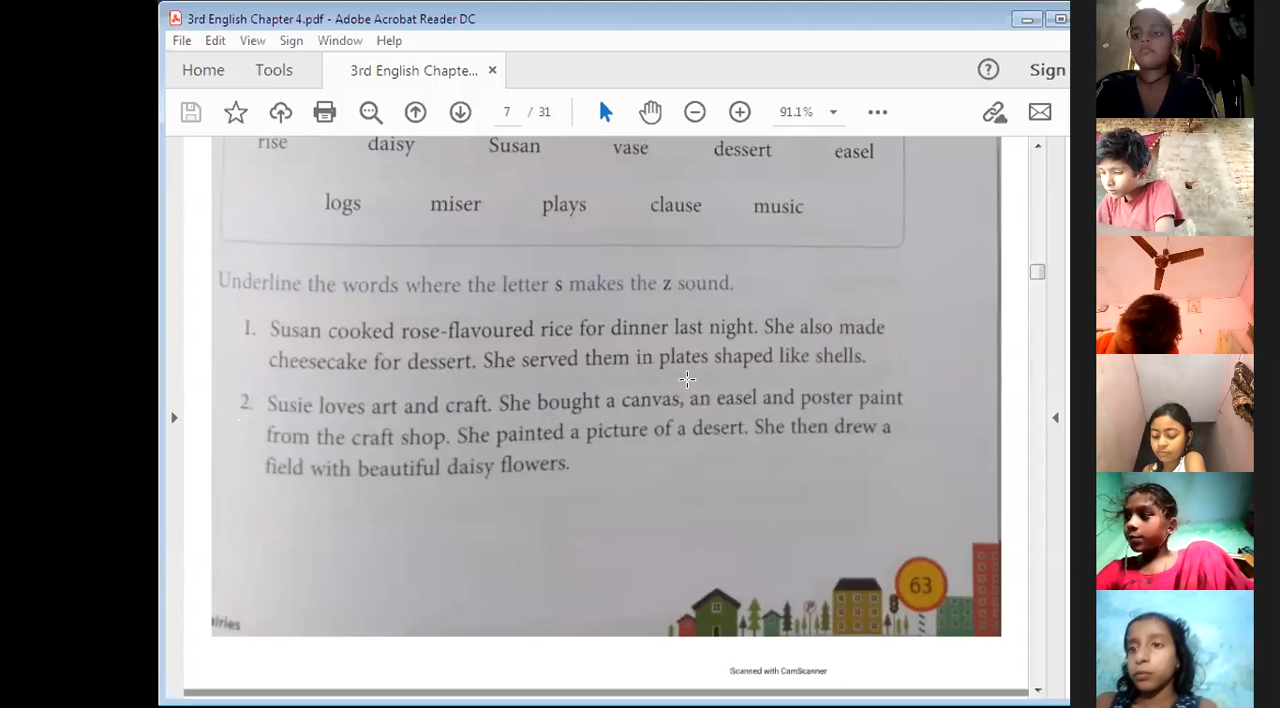 3rd English Chapter 4.pdf - Adobe Acrobat Reader DC
File Edit View Sign Window Help
Home Tools 3rd English Chapte... × Sign
7 / 31 91.1%
rise daisy Susan vase dessert easel
logs miser plays clause music
Underline the words where the letter s makes the z sound.
1. Susan cooked rose-flavoured rice for dinner last night. She also made
cheesecake for dessert. She served them in plates shaped like shells.
2. Susie loves art and craft. She bought a canvas, an easel and poster paint
from the craft shop. She painted a picture of a desert. She then drew a
field with beautiful daisy flowers.
63
iries
Scanned with CamScanner